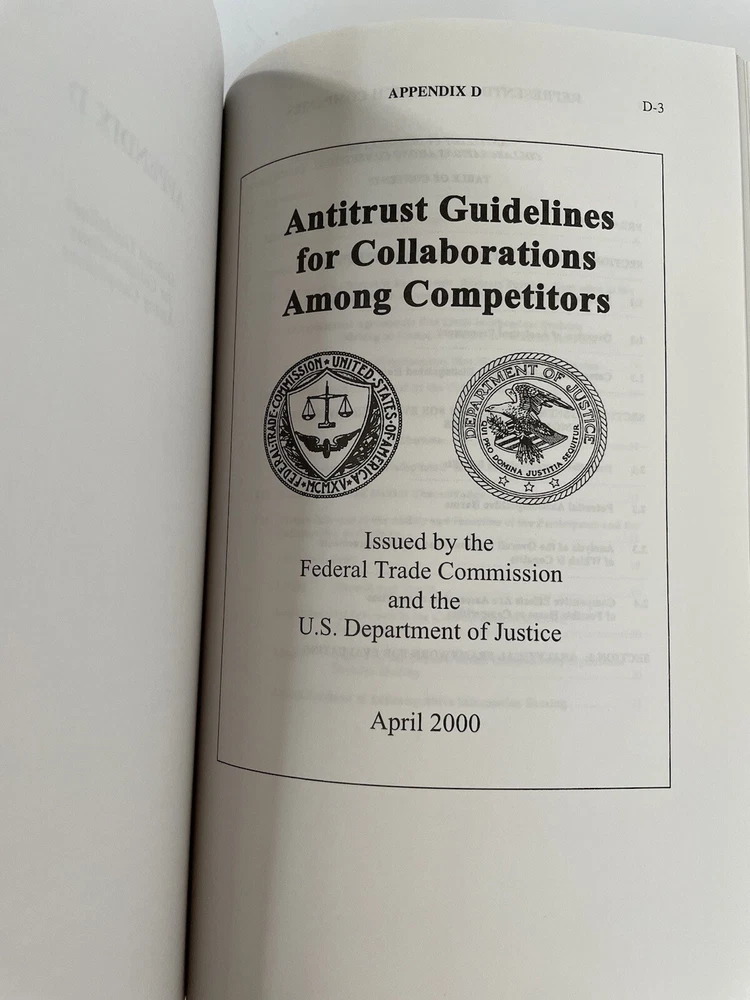 APPENDIX D
D-3
Antitrust Guidelines
for Collaborations
Among Competitors
FEDERAL·TRADE·COMMISSION★UNITED·STATES·OF·AMERICA
★MCMXV★
DEPARTMENT OF JUSTICE
QUI PRO DOMINA JUSTITIA SEQUITUR
Issued by the
Federal Trade Commission
and the
U.S. Department of Justice
April 2000